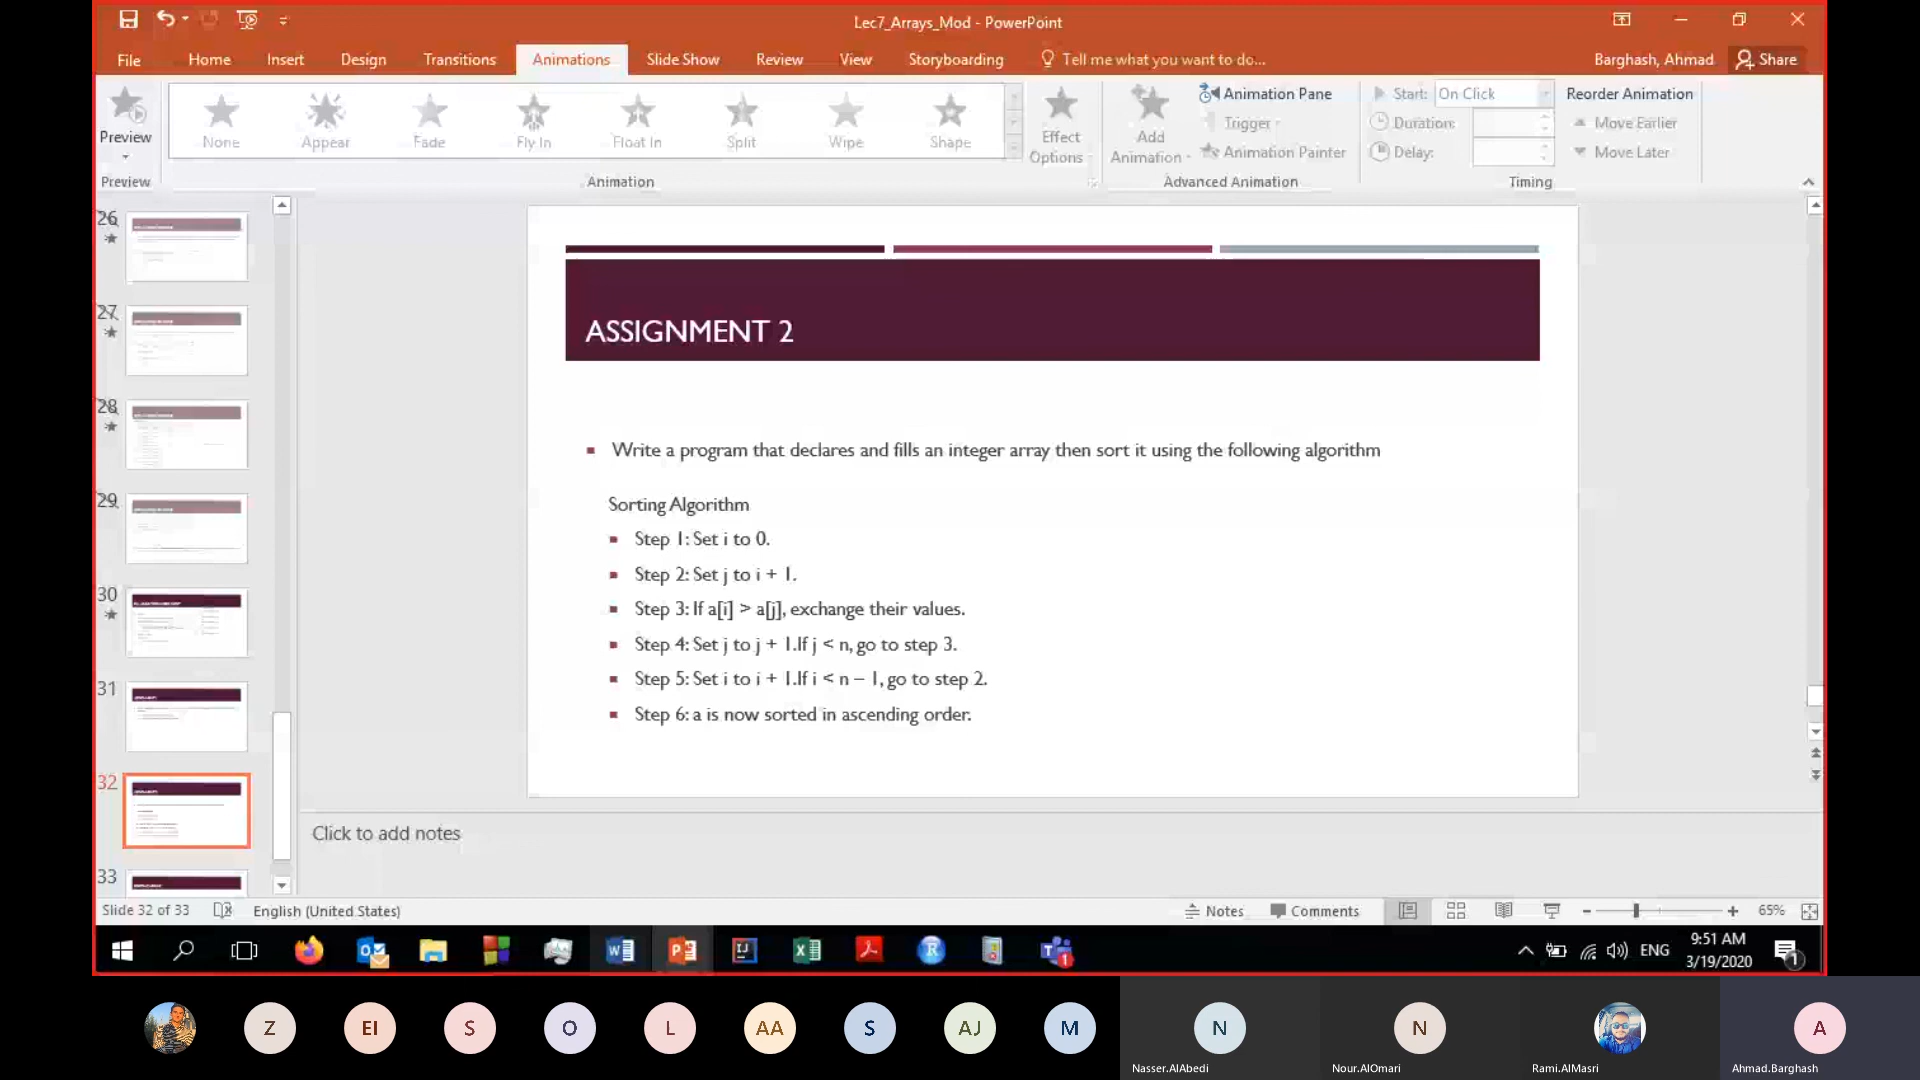 Lec7_Arrays_Mod - PowerPoint
File Home Insert Design Transitions Animations Slide Show Review View Storyboarding Tell me what you want to do... Barghash, Ahmad Share
Preview
None Appear Fade Fly In Float In Split Wipe Shape
Effect Options
Add Animation
Animation Pane
Trigger
Animation Painter
Start: On Click
Duration:
Delay:
Reorder Animation
Move Earlier
Move Later
Preview Animation Advanced Animation Timing
26
27
28
29
30
31
32
33
ASSIGNMENT 2
Write a program that declares and fills an integer array then sort it using the following algorithm
Sorting Algorithm
Step 1: Set i to 0.
Step 2: Set j to i + 1.
Step 3: If a[i] > a[j], exchange their values.
Step 4: Set j to j + 1.If j < n, go to step 3.
Step 5: Set i to i + 1.If i < n – 1, go to step 2.
Step 6: a is now sorted in ascending order.
Click to add notes
Slide 32 of 33 English (United States) Notes Comments 65%
ENG 9:51 AM
3/19/2020
Z EI S O L AA S AJ M N N A
Nasser.AlAbedi Nour.AlOmari Rami.AlMasri Ahmad.Barghash